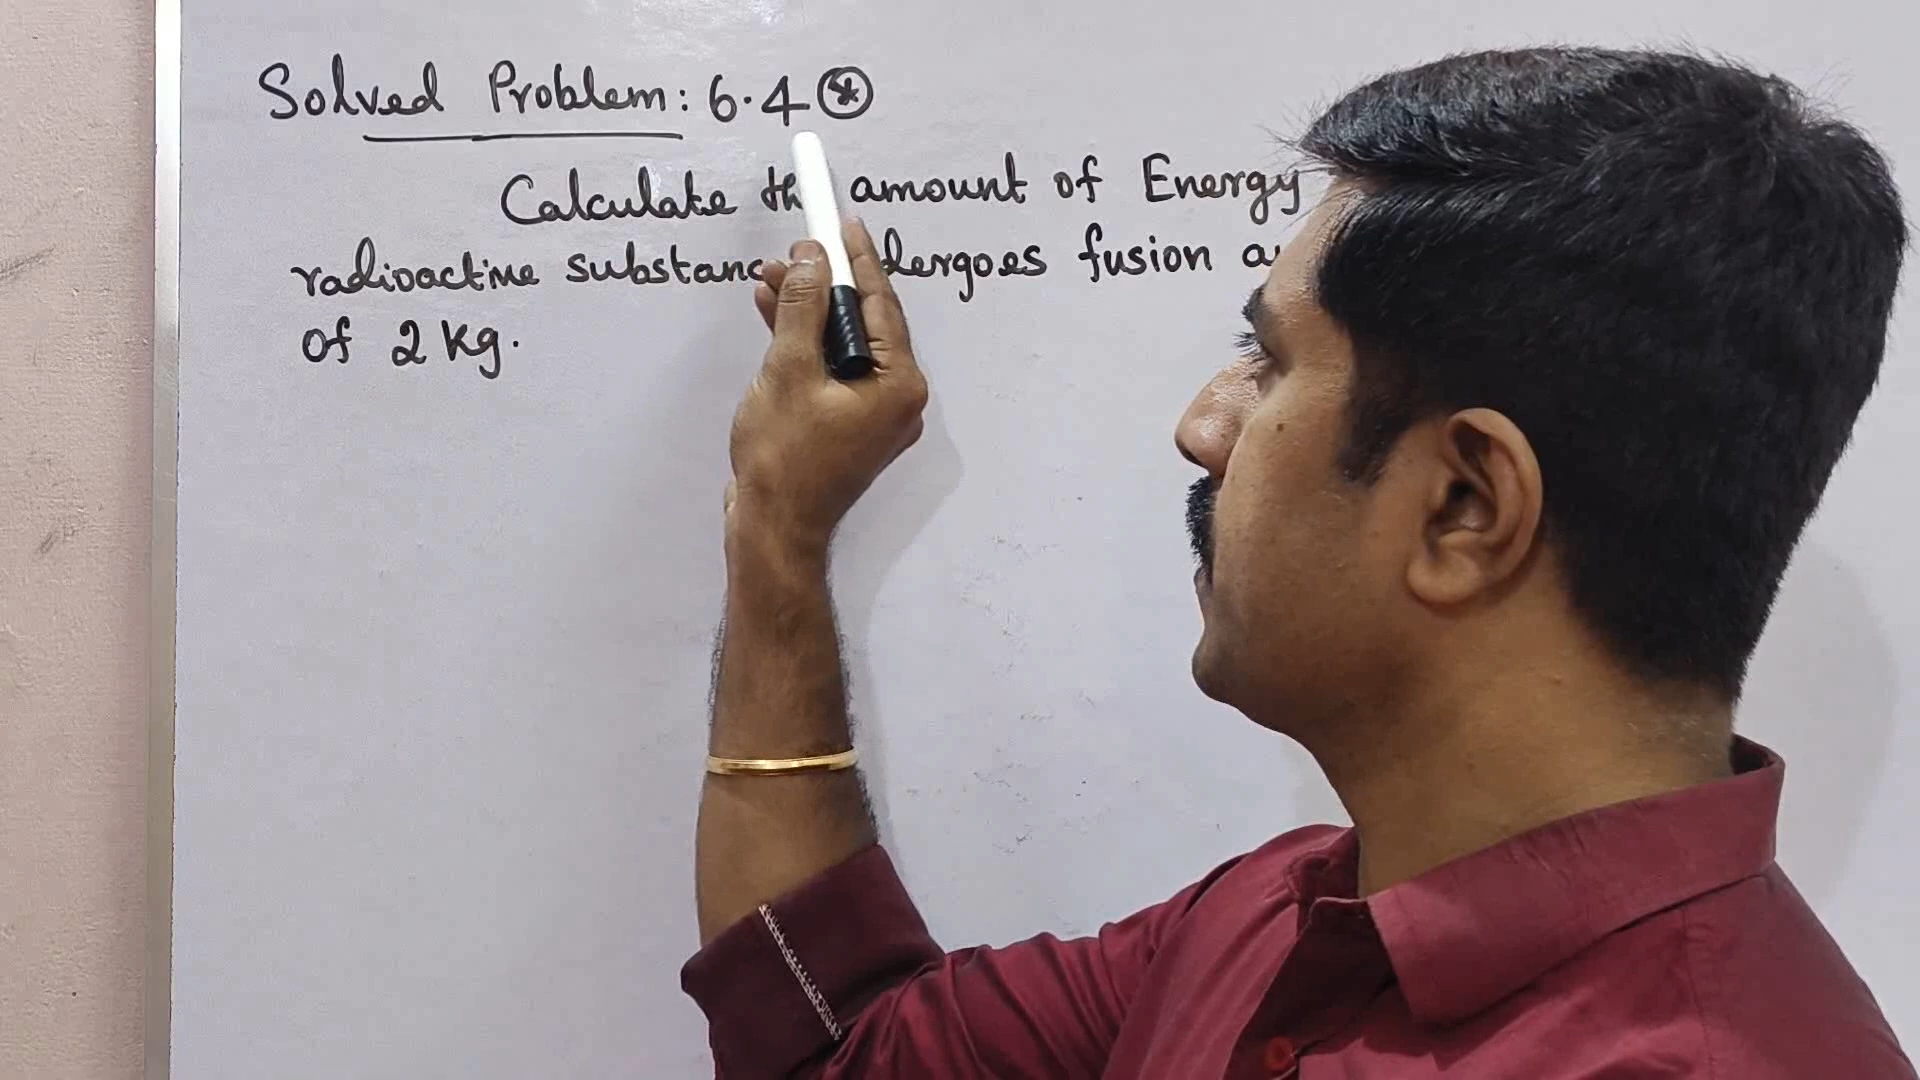 Solved Problem: 6.4
Calculate amount of Energy
radioactive fusion
of 2 Kg.